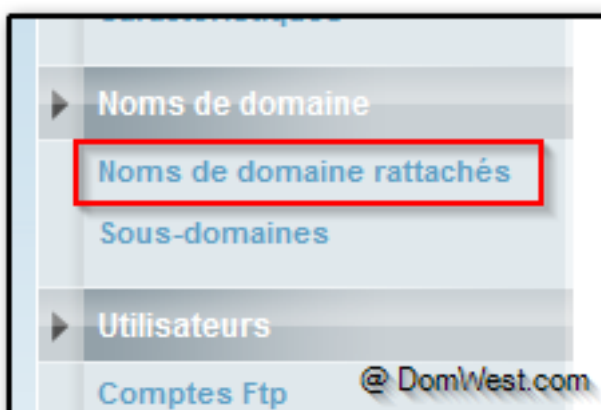 Noms de domaine
Noms de domaine rattachés
Sous-domaines
Utilisateurs
Comptes Ftp
@ DomWest.com